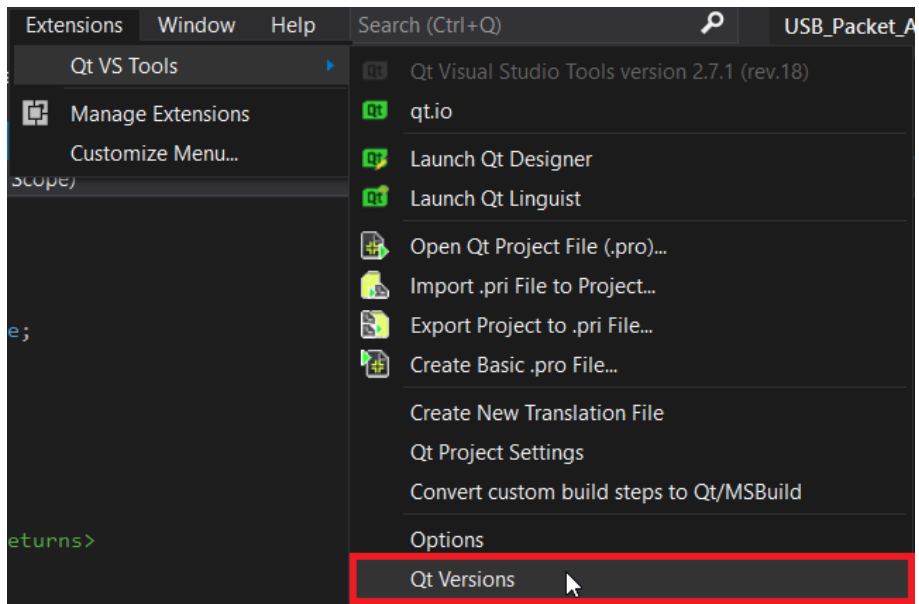 Extensions Window Help Search (Ctrl+Q) USB_Packet_A
Qt VS Tools
Manage Extensions
Customize Menu...
Scope)
e;
eturns>
Qt Visual Studio Tools version 2.7.1 (rev.18)
qt.io
Launch Qt Designer
Launch Qt Linguist
Open Qt Project File (.pro)...
Import .pri File to Project...
Export Project to .pri File...
Create Basic .pro File...
Create New Translation File
Qt Project Settings
Convert custom build steps to Qt/MSBuild
Options
Qt Versions